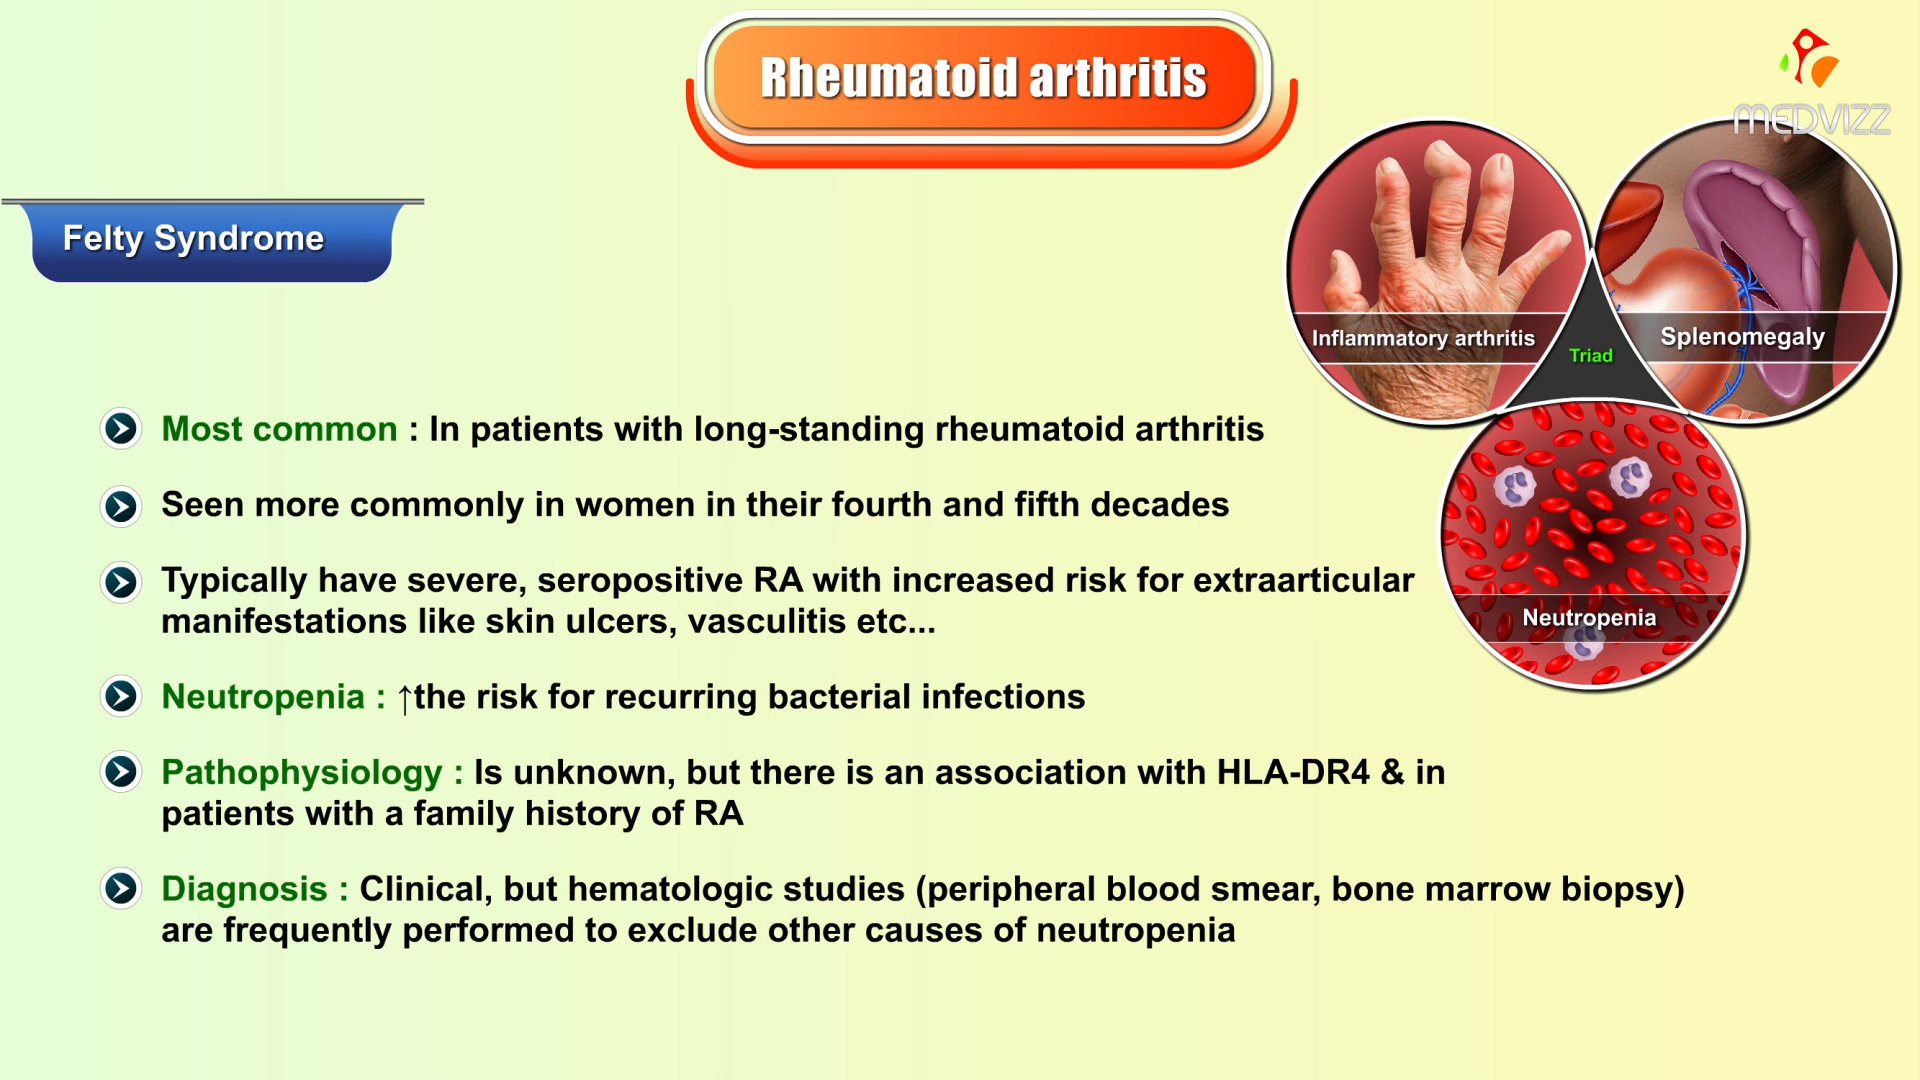 Rheumatoid arthritis
MEDVIZZ
Felty Syndrome
Inflammatory arthritis
Triad
Splenomegaly
Neutropenia
Most common : In patients with long-standing rheumatoid arthritis
Seen more commonly in women in their fourth and fifth decades
Typically have severe, seropositive RA with increased risk for extraarticular
manifestations like skin ulcers, vasculitis etc...
Neutropenia : ↑the risk for recurring bacterial infections
Pathophysiology : Is unknown, but there is an association with HLA-DR4 & in
patients with a family history of RA
Diagnosis : Clinical, but hematologic studies (peripheral blood smear, bone marrow biopsy)
are frequently performed to exclude other causes of neutropenia